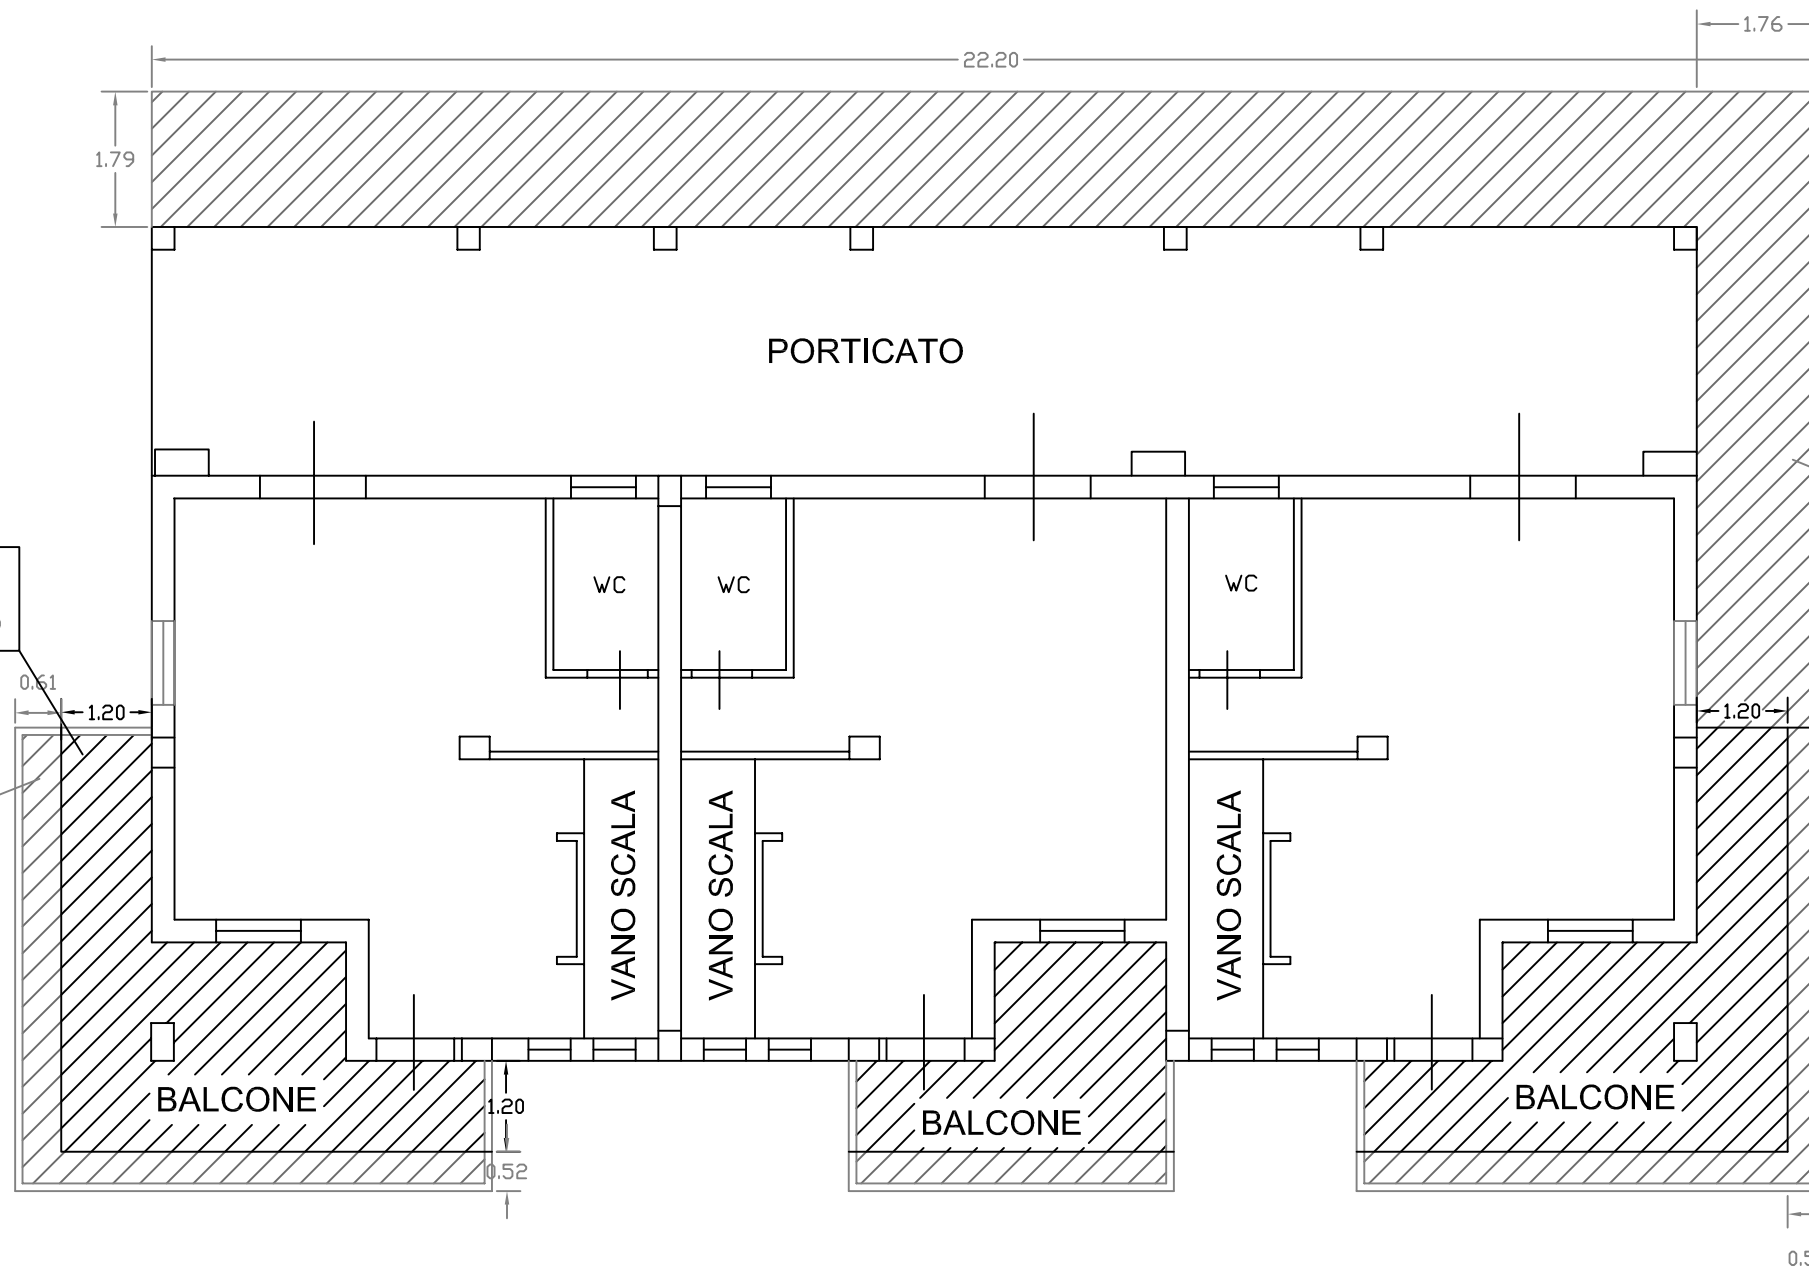 1.76
22.20
1.79
PORTICATO
WC
WC
WC
0.61
1.20
1.20
VANO SCALA
VANO SCALA
VANO SCALA
BALCONE
1.20
BALCONE
BALCONE
0.52